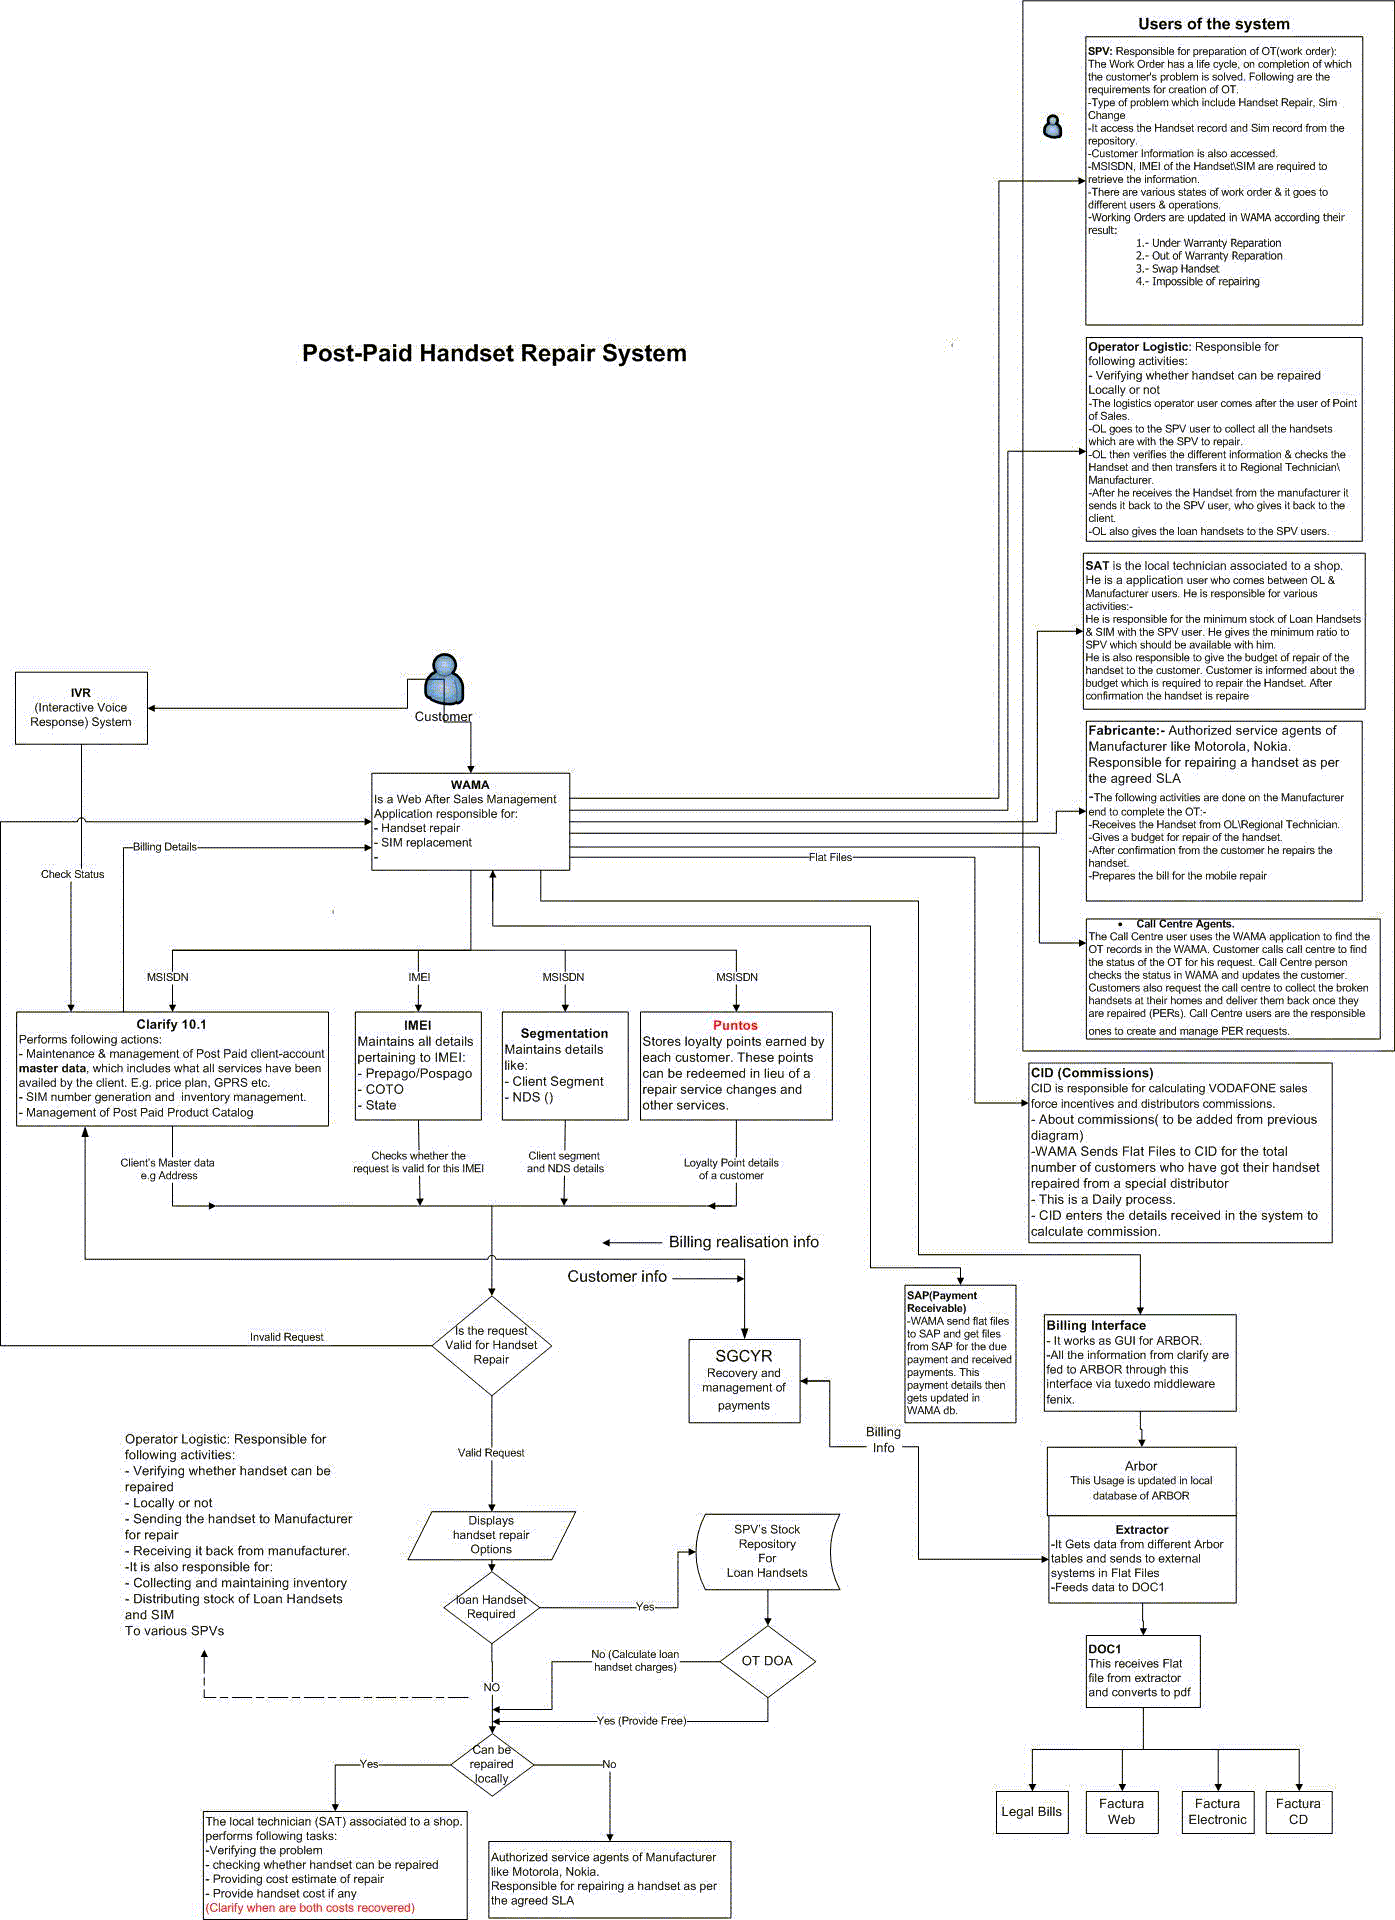 Users of the system
SPV: Responsible for preparation of OT(work order):
The Work Order has a life cycle, on completion of which
the customer's problem is solved. Following are the
requirements for creation of OT.
-Type of problem which include Handset Repair, Sim
Change
-It access the Handset record and Sim record from the
repository.
-Customer Information is also accessed.
-MSISDN, IMEI of the Handset\SIM are required to
retrieve the information.
-There are various states of work order & it goes to
different users & operations.
-Working Orders are updated in WAMA according their
result:
1.- Under Warranty Reparation
2.- Out of Warranty Reparation
3.- Swap Handset
4.- Impossible of repairing
Post-Paid Handset Repair System
Operator Logistic: Responsible for
following activities:
- Verifying whether handset can be repaired
Locally or not
-The logistics operator user comes after the user of Point
of Sales.
-OL goes to the SPV user to collect all the handsets
which are with the SPV to repair.
-OL then verifies the different information & checks the
Handset and then transfers it to Regional Technician\
Manufacturer.
-After he receives the Handset from the manufacturer it
sends it back to the SPV user, who gives it back to the
client.
-OL also gives the loan handsets to the SPV users.
SAT is the local technician associated to a shop.
He is a application user who comes between OL &
Manufacturer users. He is responsible for various
activities:-
He is responsible for the minimum stock of Loan Handsets
& SIM with the SPV user. He gives the minimum ratio to
SPV which should be available with him.
He is also responsible to give the budget of repair of the
handset to the customer. Customer is informed about the
budget which is required to repair the Handset. After
confirmation the handset is repaire
IVR
(Interactive Voice
Response) System
Customer
Fabricante:- Authorized service agents of
Manufacturer like Motorola, Nokia.
Responsible for repairing a handset as per
the agreed SLA
-The following activities are done on the Manufacturer
end to complete the OT:-
-Receives the Handset from OL\Regional Technician.
-Gives a budget for repair of the handset.
-After confirmation from the customer he repairs the
handset.
-Prepares the bill for the mobile repair
WAMA
Is a Web After Sales Management
Application responsible for:
- Handset repair
- SIM replacement
-
Billing Details
Flat Files
Check Status
• Call Centre Agents.
The Call Centre user uses the WAMA application to find the
OT records in the WAMA. Customer calls call centre to find
the status of the OT for his request. Call Centre person
checks the status in WAMA and updates the customer.
Customers also request the call centre to collect the broken
handsets at their homes and deliver them back once they
are repaired (PERs). Call Centre users are the responsible
ones to create and manage PER requests.
MSISDN
IMEI
MSISDN
MSISDN
Clarify 10.1
Performs following actions:
- Maintenance & management of Post Paid client-account
master data, which includes what all services have been
availed by the client. E.g. price plan, GPRS etc.
- SIM number generation and inventory management.
- Management of Post Paid Product Catalog
IMEI
Maintains all details
pertaining to IMEI:
- Prepago/Pospago
- COTO
- State
Segmentation
Maintains details
like:
- Client Segment
- NDS ()
Puntos
Stores loyalty points earned by
each customer. These points
can be redeemed in lieu of a
repair service changes and
other services.
CID (Commissions)
CID is responsible for calculating VODAFONE sales
force incentives and distributors commissions.
- About commissions( to be added from previous
diagram)
-WAMA Sends Flat Files to CID for the total
number of customers who have got their handset
repaired from a special distributor
- This is a Daily process.
- CID enters the details received in the system to
calculate commission.
Client's Master data
e.g Address
Checks whether the
request is valid for this IMEI
Client segment
and NDS details
Loyalty Point details
of a customer
Billing realisation info
Customer info
SAP(Payment
Receivable)
-WAMA send flat files
to SAP and get files
from SAP for the due
payment and received
payments. This
payment details then
gets updated in
WAMA db.
Billing Interface
- It works as GUI for ARBOR.
-All the information from clarify are
fed to ARBOR through this
interface via tuxedo middleware
fenix.
Invalid Request
Is the request
Valid for Handset
Repair
SGCYR
Recovery and
management of
payments
Billing
Info
Valid Request
Operator Logistic: Responsible for
following activities:
- Verifying whether handset can be
repaired
- Locally or not
- Sending the handset to Manufacturer
for repair
- Receiving it back from manufacturer.
-It is also responsible for:
- Collecting and maintaining inventory
- Distributing stock of Loan Handsets
and SIM
To various SPVs
Arbor
This Usage is updated in local
database of ARBOR
Extractor
-It Gets data from different Arbor
tables and sends to external
systems in Flat Files
-Feeds data to DOC1
Displays
handset repair
Options
SPV's Stock
Repository
For
Loan Handsets
loan Handset
Required
Yes
No (Calculate loan
handset charges)
OT DOA
NO
Yes (Provide Free)
DOC1
This receives Flat
file from extractor
and converts to pdf
Can be
repaired
locally
Yes
No
Legal Bills
Factura
Web
Factura
Electronic
Factura
CD
The local technician (SAT) associated to a shop.
performs following tasks:
-Verifying the problem
- checking whether handset can be repaired
- Providing cost estimate of repair
- Provide handset cost if any
(Clarify when are both costs recovered)
Authorized service agents of Manufacturer
like Motorola, Nokia.
Responsible for repairing a handset as per
the agreed SLA